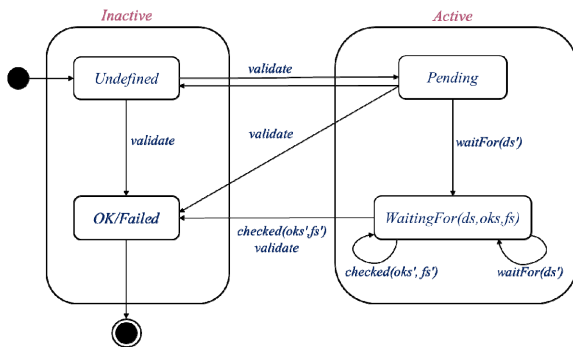 Inactive
Active
Undefined
validate
Pending
validate
validate
waitFor(ds')
OK/Failed
WaitingFor(ds,oks,fs)
checked(oks',fs')
validate
checked(oks', fs')
waitFor(ds')